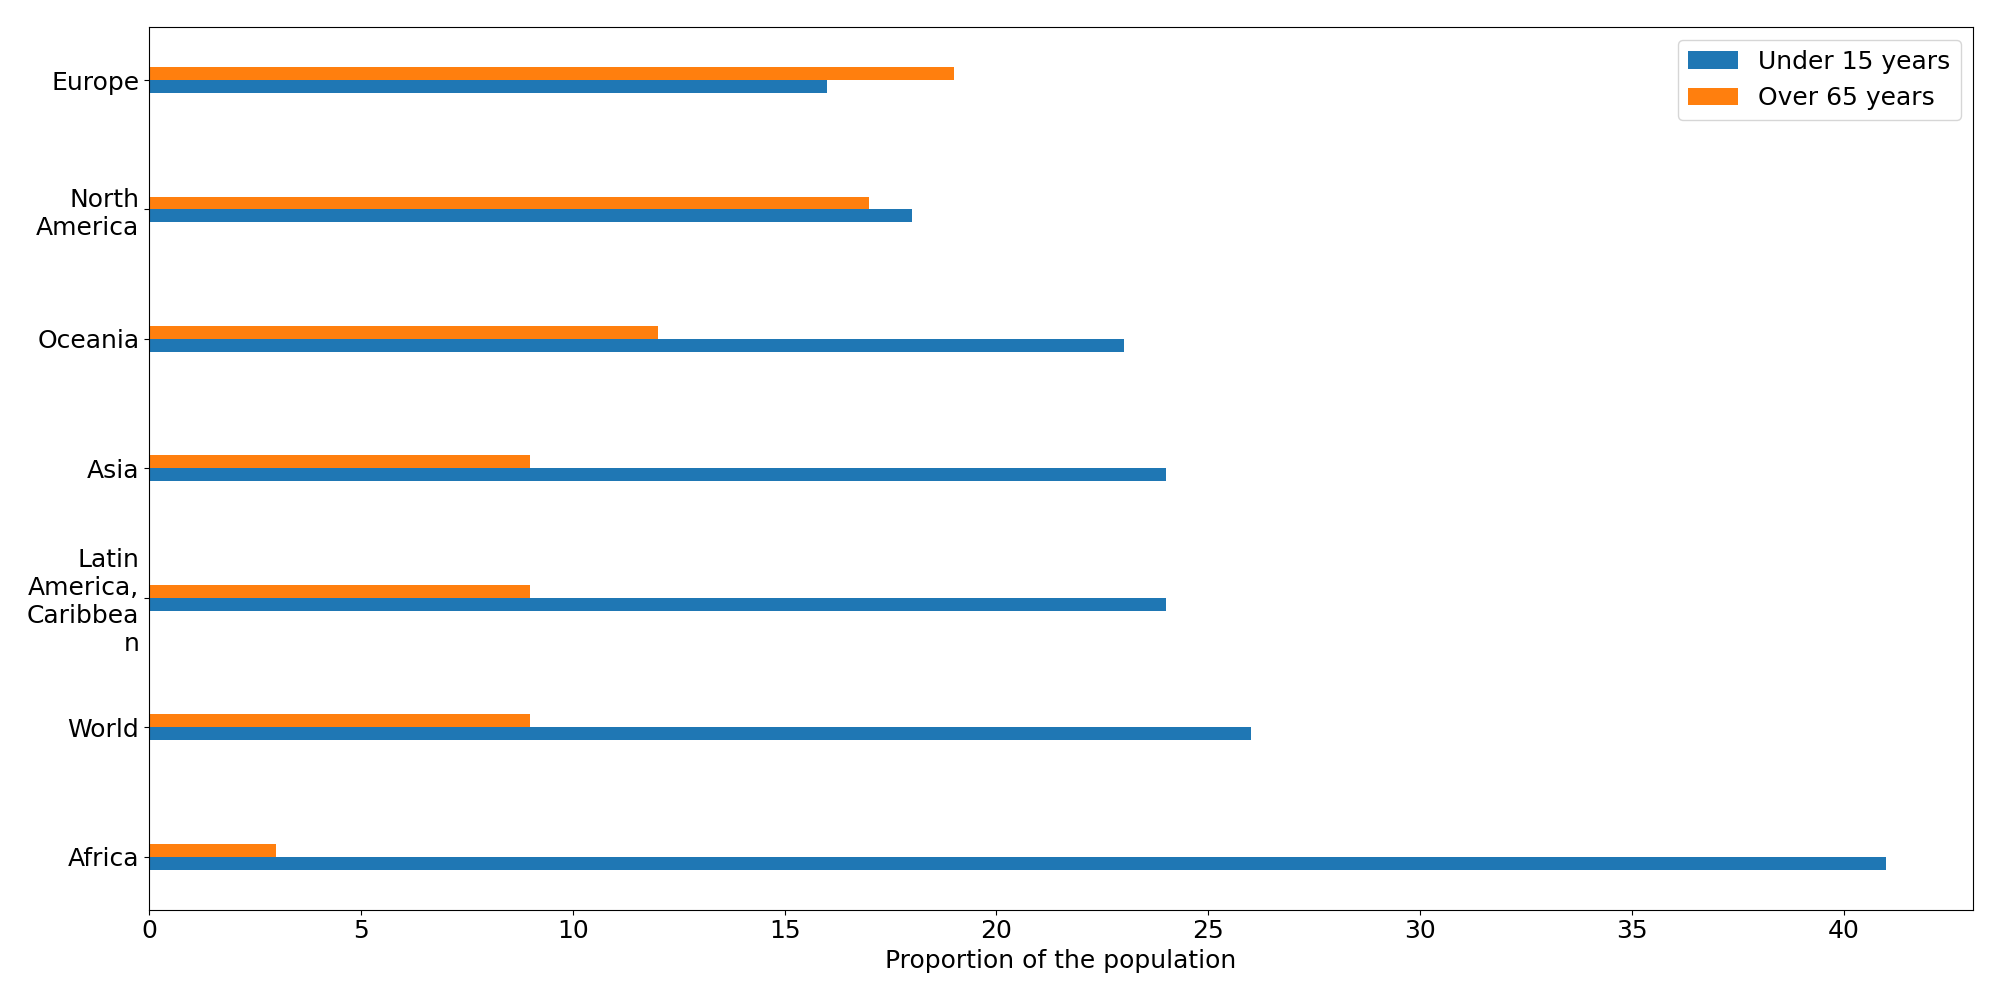 Under 15 years
Over 65 years
Europe
North
America
Oceania
Asia
Latin
America,
Caribbea
n
World
Africa
0 5 10 15 20 25 30 35 40
Proportion of the population